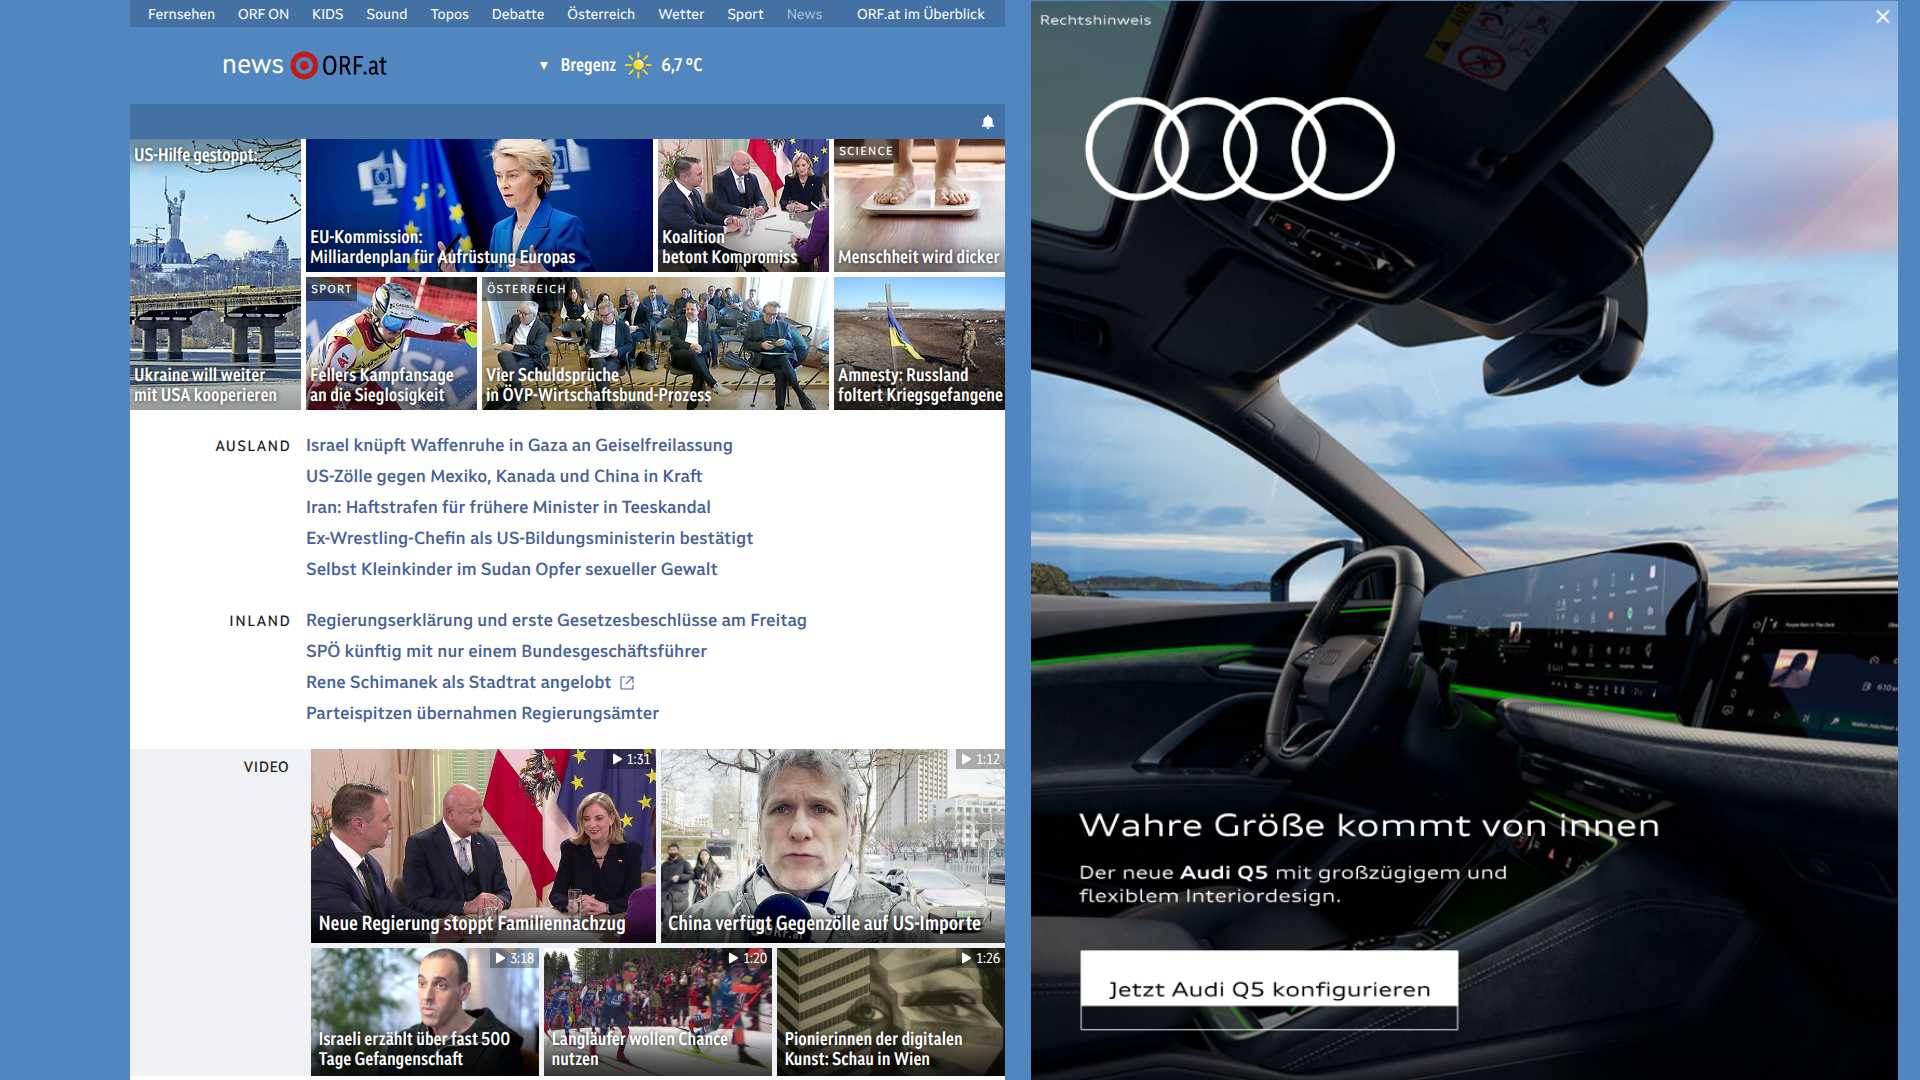 Fernsehen ORF ON KIDS Sound Topos Debatte Österreich Wetter Sport News ORF.at im Überblick
news ORF.at
▼ Bregenz 6,7 °C
US-Hilfe gestoppt:
Ukraine will weiter
mit USA kooperieren
EU-Kommission:
Milliardenplan für Aufrüstung Europas
Koalition
betont Kompromiss
SCIENCE
Menschheit wird dicker
SPORT
Fellers Kampfansage
an die Sieglosigkeit
ÖSTERREICH
Vier Schuldsprüche
in ÖVP-Wirtschaftsbund-Prozess
Amnesty: Russland
foltert Kriegsgefangene
AUSLAND
Israel knüpft Waffenruhe in Gaza an Geiselfreilassung
US-Zölle gegen Mexiko, Kanada und China in Kraft
Iran: Haftstrafen für frühere Minister in Teeskandal
Ex-Wrestling-Chefin als US-Bildungsministerin bestätigt
Selbst Kleinkinder im Sudan Opfer sexueller Gewalt
INLAND
Regierungserklärung und erste Gesetzesbeschlüsse am Freitag
SPÖ künftig mit nur einem Bundesgeschäftsführer
Rene Schimanek als Stadtrat angelobt
Parteispitzen übernahmen Regierungsämter
VIDEO
1:31
Neue Regierung stoppt Familiennachzug
1:12
China verfügt Gegenzölle auf US-Importe
3:18
Israeli erzählt über fast 500
Tage Gefangenschaft
1:20
Langläufer wollen Chance
nutzen
1:26
Pionierinnen der digitalen
Kunst: Schau in Wien
Rechtshinweis
Wahre Größe kommt von innen
Der neue Audi Q5 mit großzügigem und
flexiblem Interiordesign.
Jetzt Audi Q5 konfigurieren